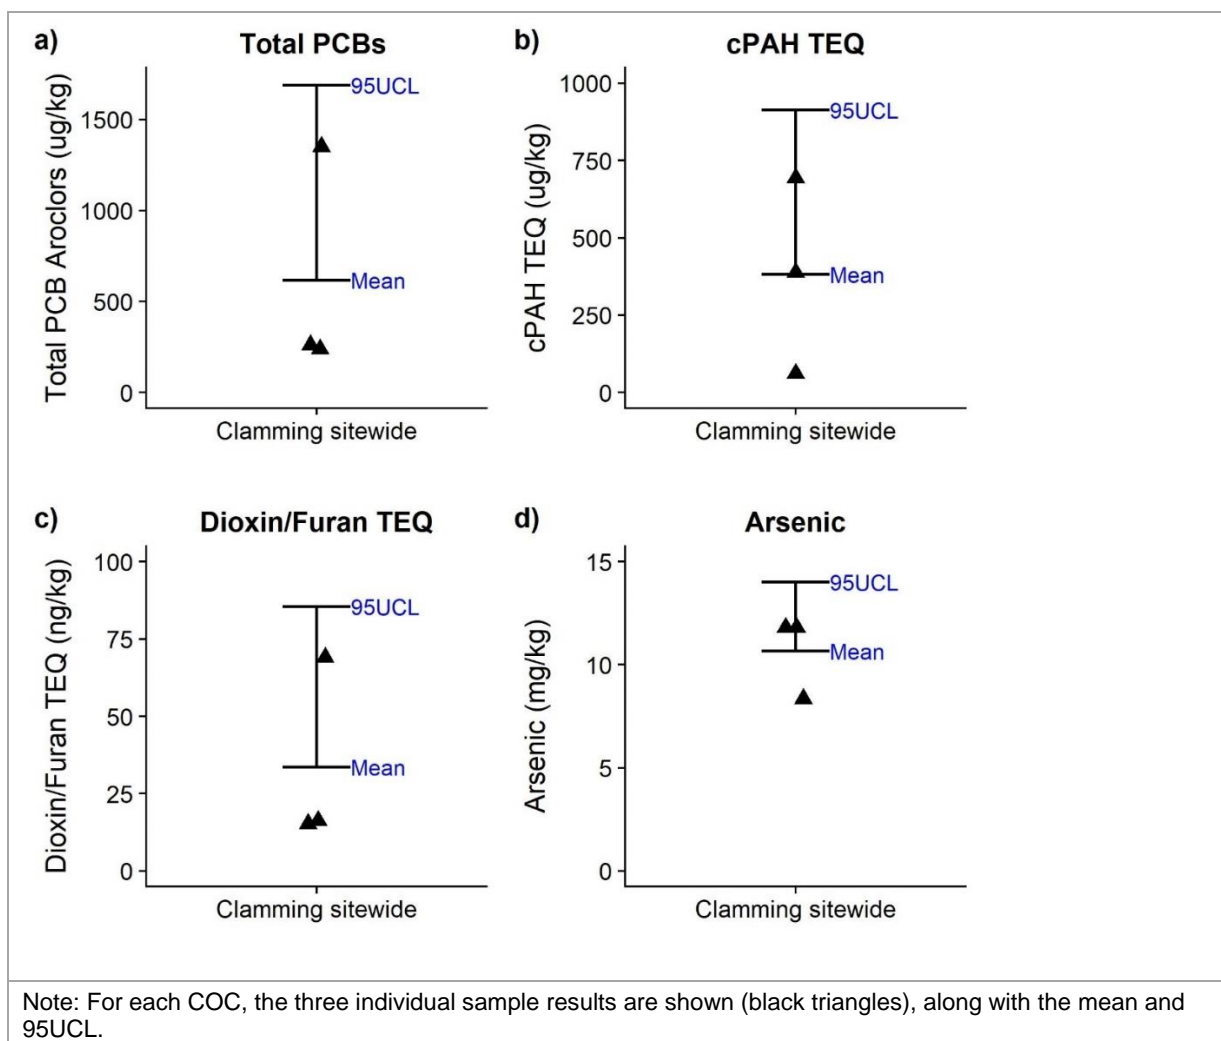 a)
Total PCBs
Total PCB Aroclors (ug/kg)
1500
1000
500
0
95UCL
Mean
Clamming sitewide
b)
cPAH TEQ
cPAH TEQ (ug/kg)
1000
750
500
250
0
95UCL
Mean
Clamming sitewide
c)
Dioxin/Furan TEQ
Dioxin/Furan TEQ (ng/kg)
100
75
50
25
0
95UCL
Mean
Clamming sitewide
d)
Arsenic
Arsenic (mg/kg)
15
10
5
0
95UCL
Mean
Clamming sitewide
Note: For each COC, the three individual sample results are shown (black triangles), along with the mean and
95UCL.